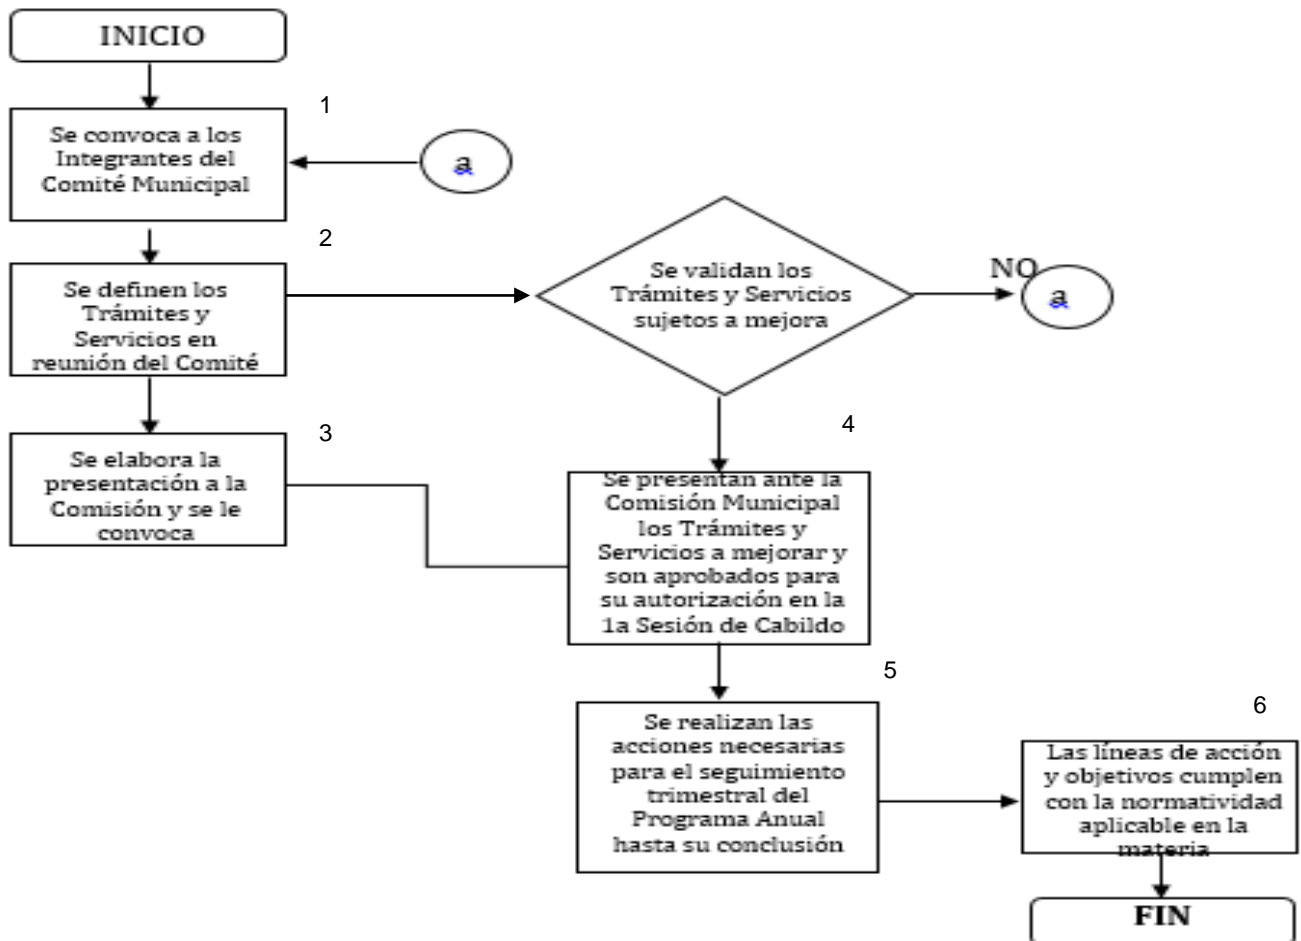 INICIO
1
Se convoca a los
Integrantes del
Comité Municipal
a
2
Se definen los
Trámites y
Servicios en
reunión del Comité
Se validan los
Trámites y Servicios
sujetos a mejora
NO
a
3
Se elabora la
presentación a la
Comisión y se le
convoca
4
Se presentan ante la
Comisión Municipal
los Trámites y
Servicios a mejorar y
son aprobados para
su autorización en la
1a Sesión de Cabildo
5
Se realizan las
acciones necesarias
para el seguimiento
trimestral del
Programa Anual
hasta su conclusión
6
Las líneas de acción
y objetivos cumplen
con la normatividad
aplicable en la
materia
FIN